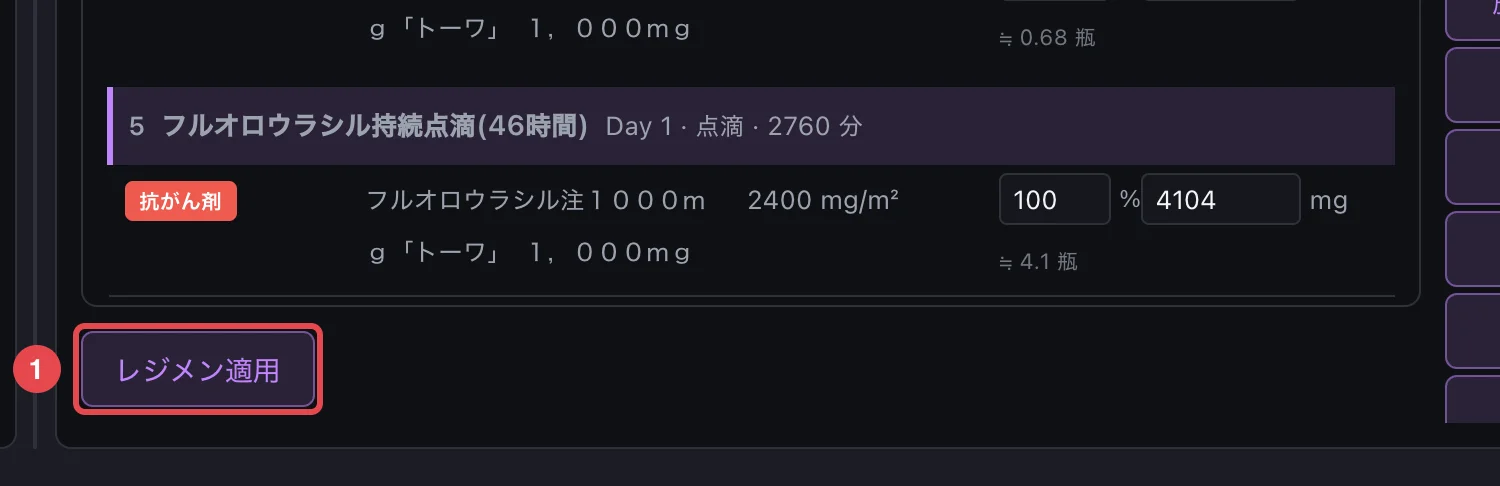 ｇ「トーワ」 １，０００ｍｇ
≒ 0.68 瓶
5 フルオロウラシル持続点滴(46時間) Day 1 · 点滴 · 2760 分
抗がん剤 フルオロウラシル注１０００ｍ 2400 mg/m² 100 % 4104 mg
ｇ「トーワ」 １，０００ｍｇ
≒ 4.1 瓶
1 レジメン適用